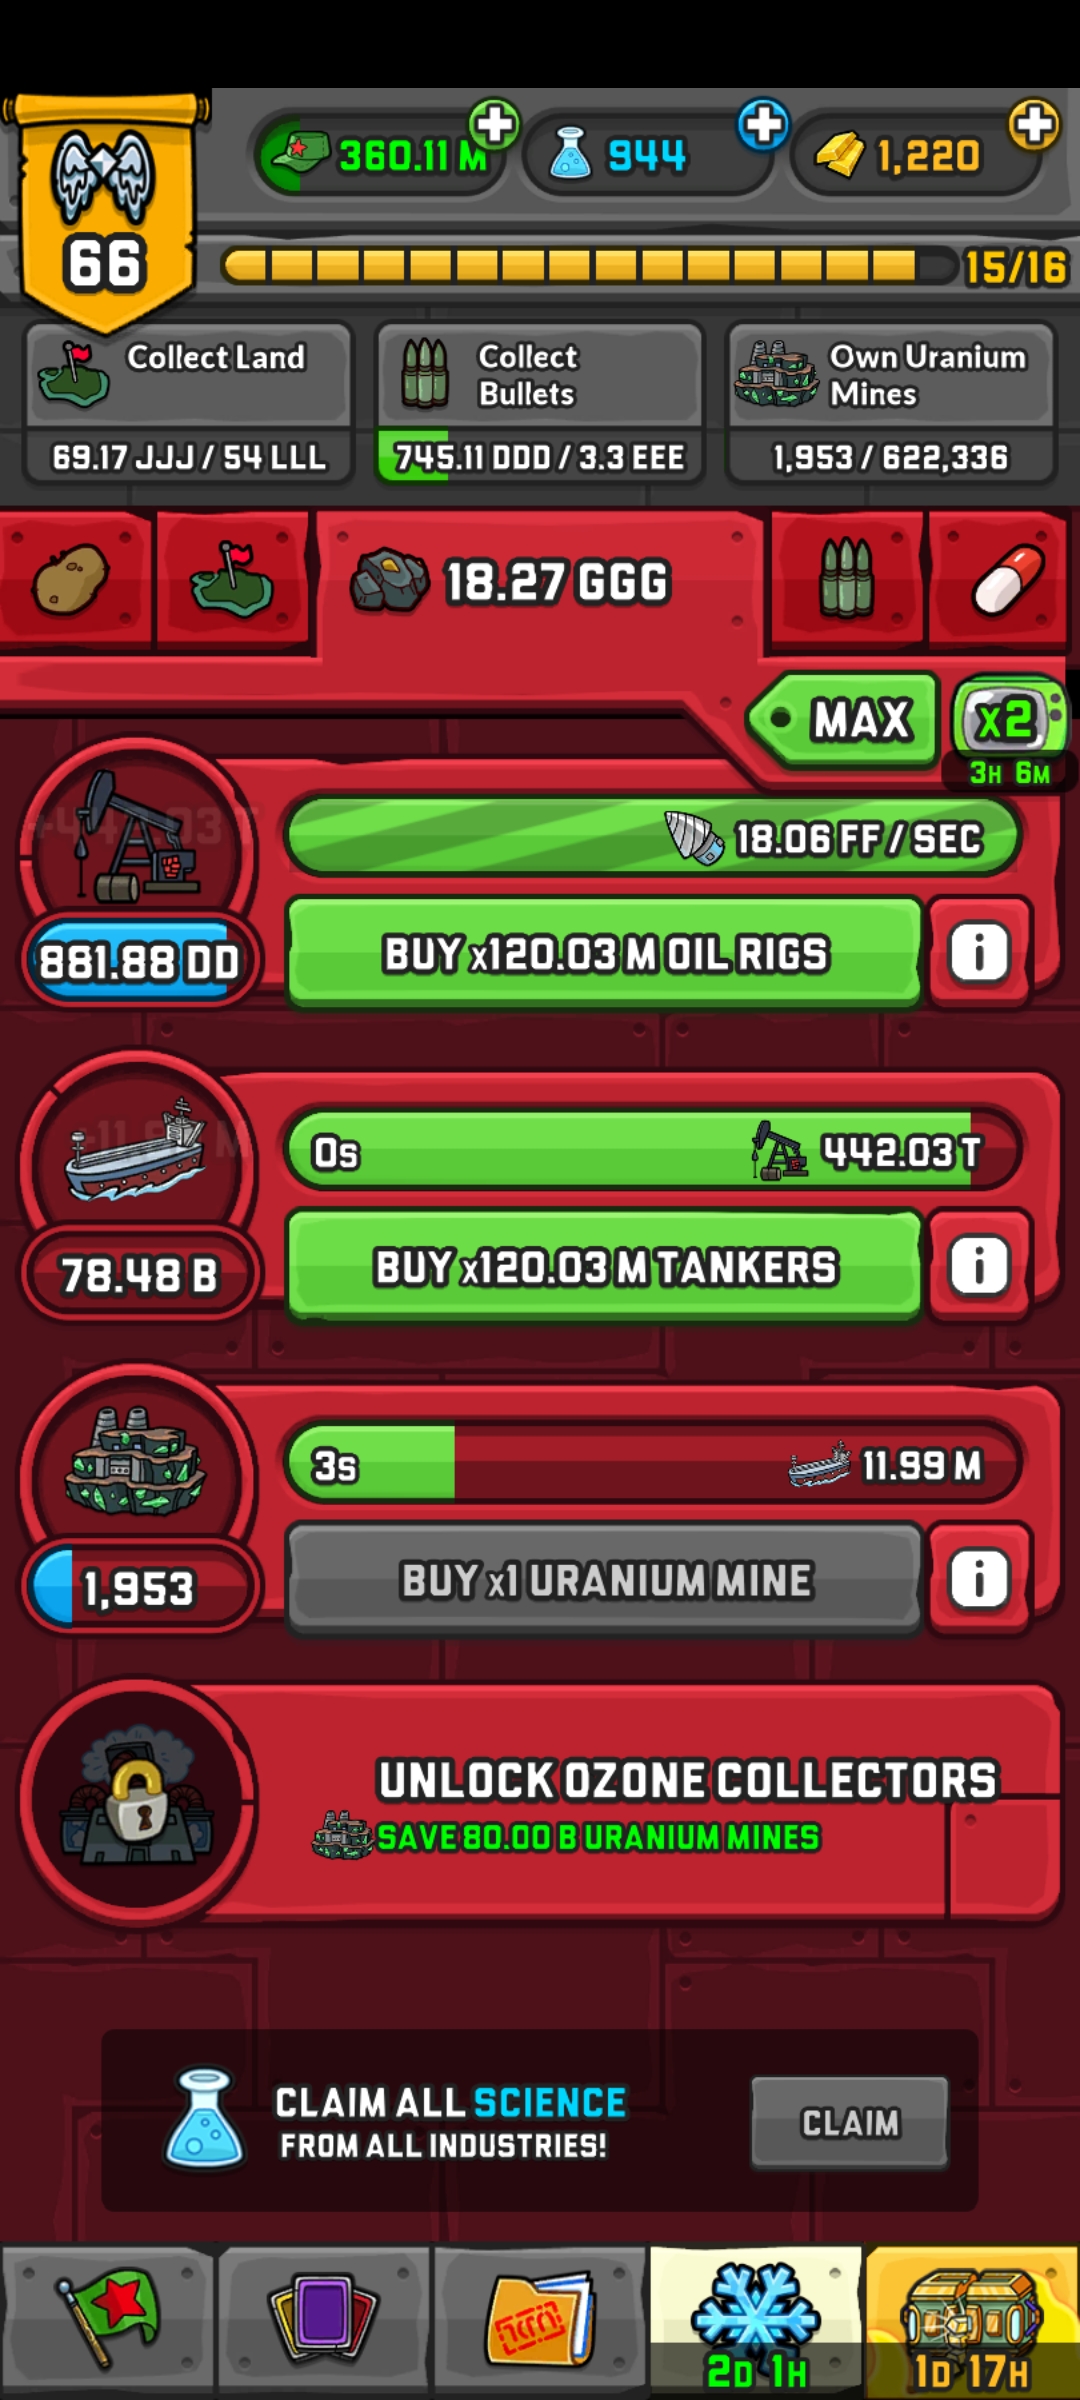 360.11 M
944
1,220
66
15/16
Collect Land
69.17 JJJ / 54 LLL
Collect
Bullets
745.11 DDD / 3.3 EEE
Own Uranium
Mines
1,953 / 622,336
18.27 GGG
MAX
x2
3H 6M
18.06 FF / SEC
881.88 DD
BUY x120.03 M OIL RIGS
i
0s
442.03 T
78.48 B
BUY x120.03 M TANKERS
i
3s
11.99 M
1,953
BUY x1 URANIUM MINE
i
UNLOCK OZONE COLLECTORS
SAVE 80.00 B URANIUM MINES
CLAIM ALL SCIENCE
FROM ALL INDUSTRIES!
CLAIM
2D 1H
1D 17H